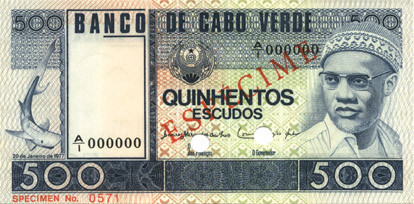 500 BANCO DE CABO VERDE 500
A/1 000000
ESPECIME
QUINHENTOS
ESCUDOS
A/1 000000
20 de Janeiro de 1977
O Governador
500 500
SPECIMEN No. 0571